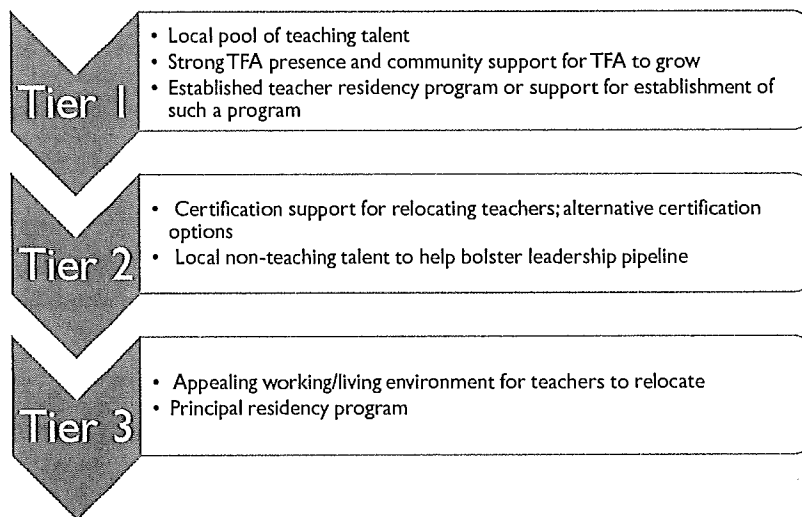 Tier 1
• Local pool of teaching talent
• Strong TFA presence and community support for TFA to grow
• Established teacher residency program or support for establishment of
such a program
Tier 2
• Certification support for relocating teachers; alternative certification
options
• Local non-teaching talent to help bolster leadership pipeline
Tier 3
• Appealing working/living environment for teachers to relocate
• Principal residency program